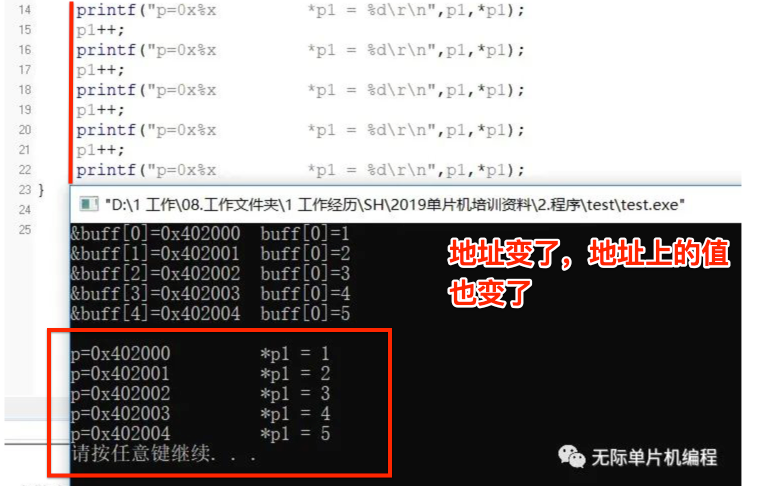 14 printf("p=0x%x *p1 = %d\r\n",p1,*p1);
15 p1++;
16 printf("p=0x%x *p1 = %d\r\n",p1,*p1);
17 p1++;
18 printf("p=0x%x *p1 = %d\r\n",p1,*p1);
19 p1++;
20 printf("p=0x%x *p1 = %d\r\n",p1,*p1);
21 p1++;
22 printf("p=0x%x *p1 = %d\r\n",p1,*p1);
23 }
24
25
"D:\1 工作\08.工作文件夹\1 工作经历\SH\2019单片机培训资料\2.程序\test\test.exe"
&buff[0]=0x402000 buff[0]=1
&buff[1]=0x402001 buff[0]=2
&buff[2]=0x402002 buff[0]=3
&buff[3]=0x402003 buff[0]=4
&buff[4]=0x402004 buff[0]=5
地址变了，地址上的值
也变了
p=0x402000 *p1 = 1
p=0x402001 *p1 = 2
p=0x402002 *p1 = 3
p=0x402003 *p1 = 4
p=0x402004 *p1 = 5
请按任意键继续. . .
无际单片机编程